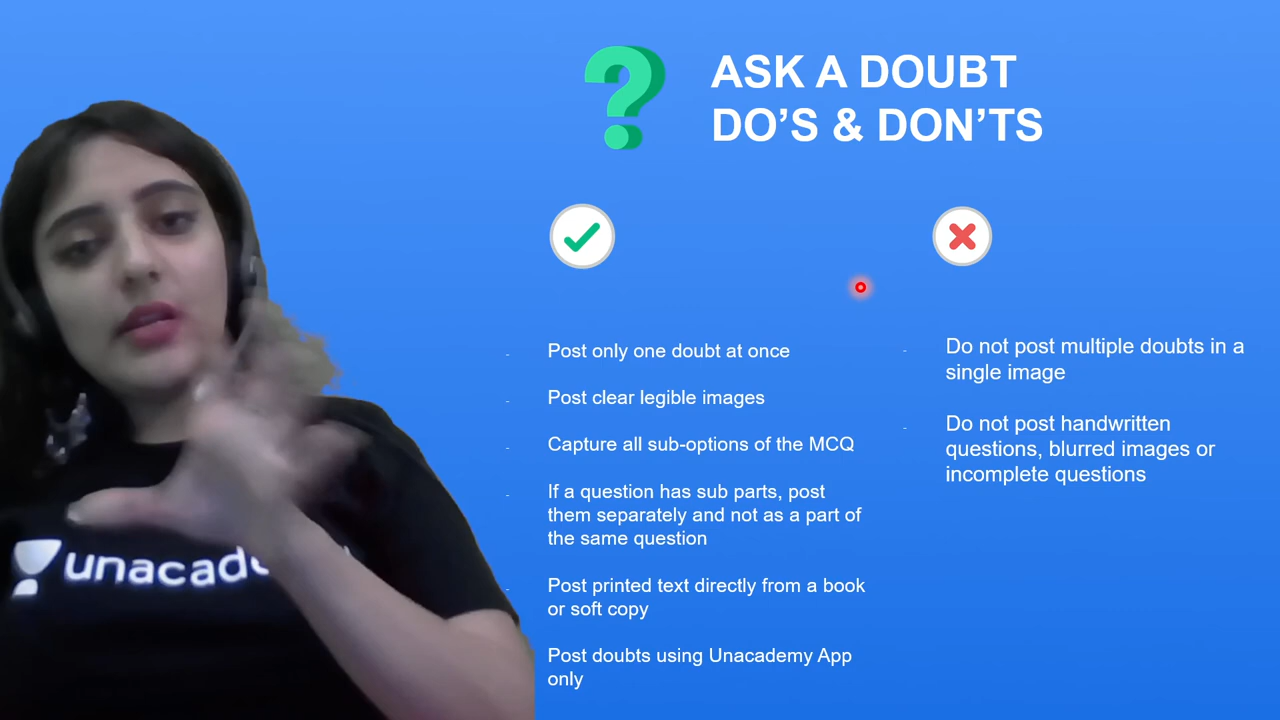 ASK A DOUBT
DO’S & DON’TS
- Post only one doubt at once
- Post clear legible images
- Capture all sub-options of the MCQ
- If a question has sub parts, post
them separately and not as a part of
the same question
- Post printed text directly from a book
or soft copy
Post doubts using Unacademy App
only
- Do not post multiple doubts in a
single image
- Do not post handwritten
questions, blurred images or
incomplete questions